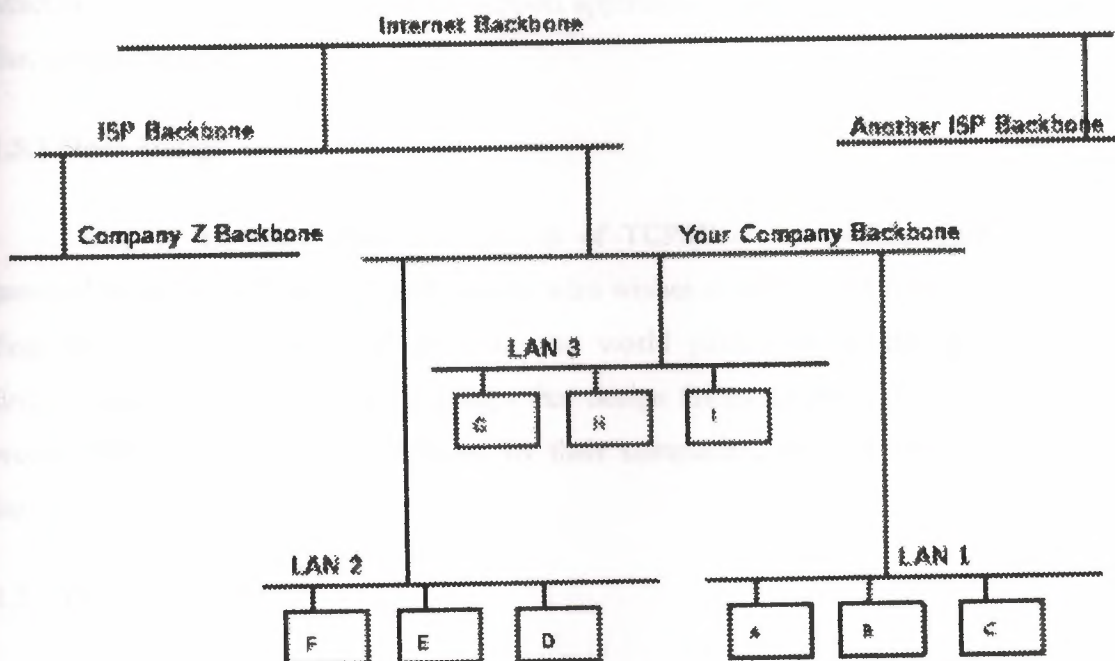 Internet Backbone
ISP Backbone
Another ISP Backbone
Company Z Backbone
Your Company Backbone
LAN 3
G H I
LAN 2
LAN 1
F E D A B C